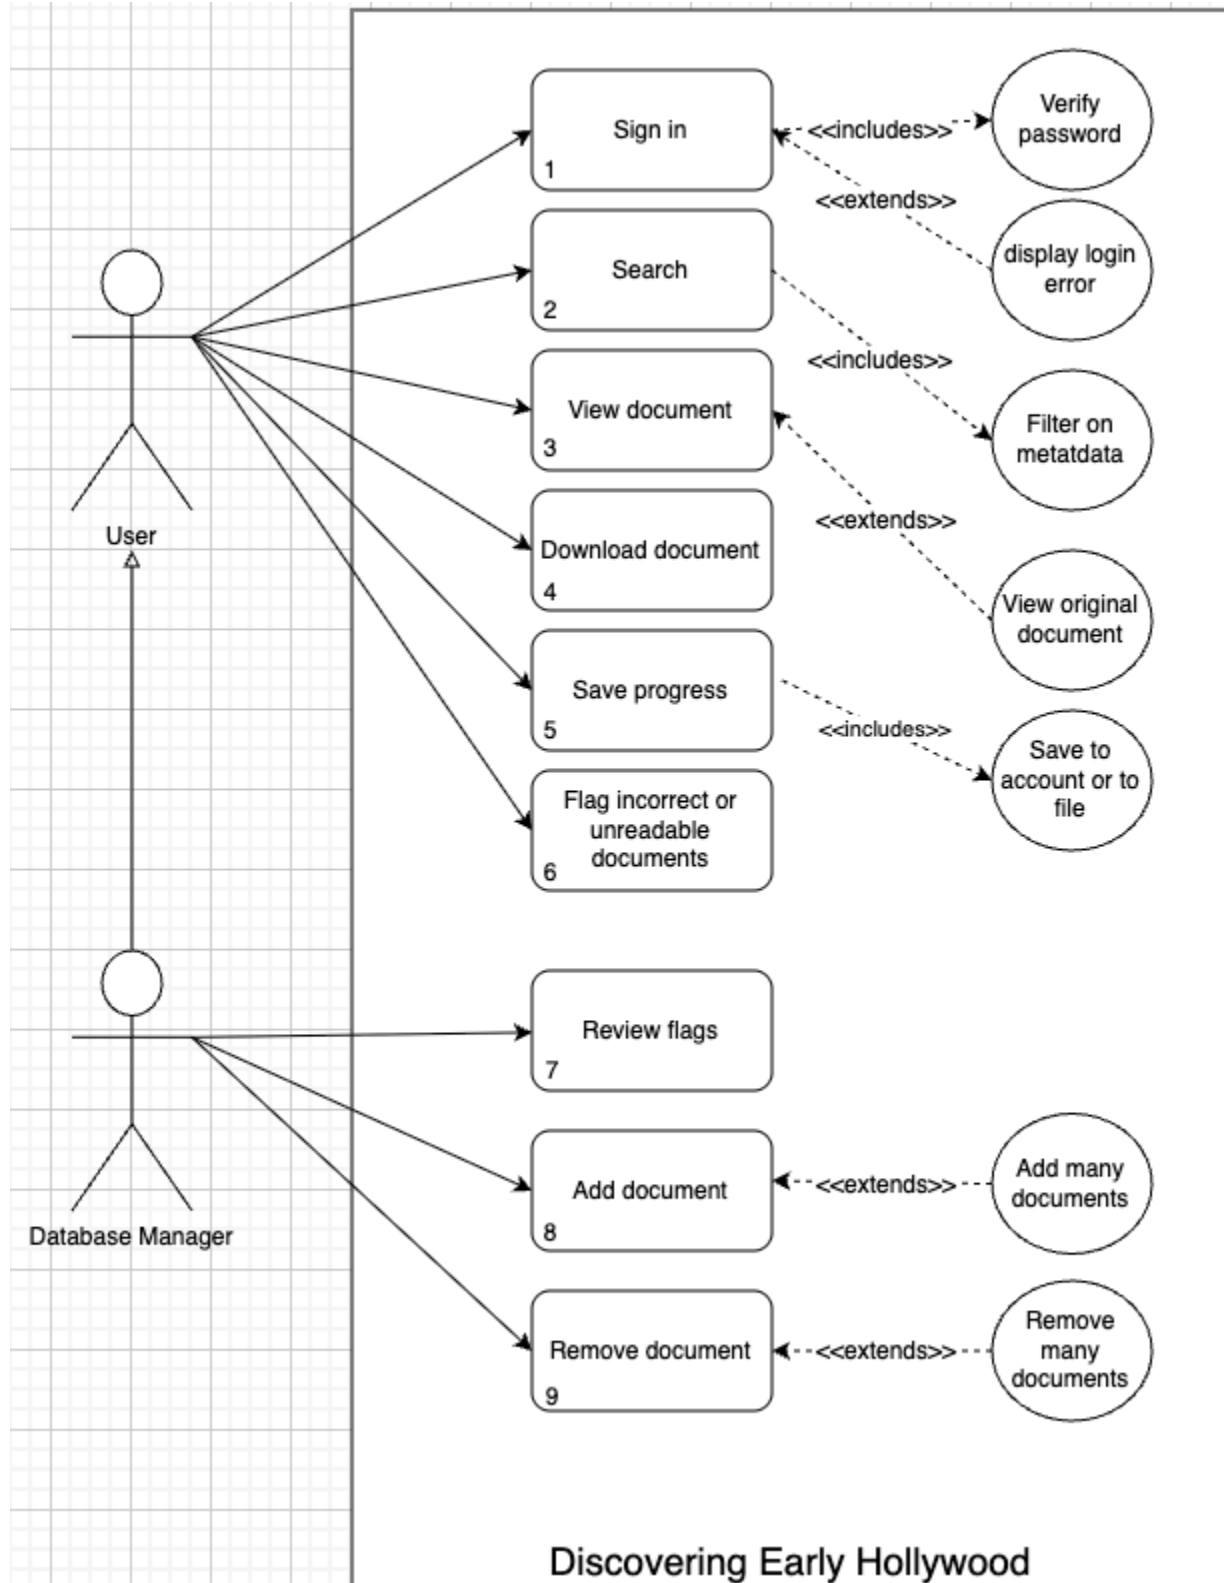 Sign in
1
<<includes>>
Verify
password
<<extends>>
display login
error
Search
2
<<includes>>
Filter on
metatdata
View document
3
<<extends>>
View original
document
Download document
4
Save progress
5
<<includes>>
Save to
account or to
file
Flag incorrect or
unreadable
documents
6
User
Review flags
7
Add document
8
<<extends>>
Add many
documents
Database Manager
Remove document
9
<<extends>>
Remove
many
documents
Discovering Early Hollywood